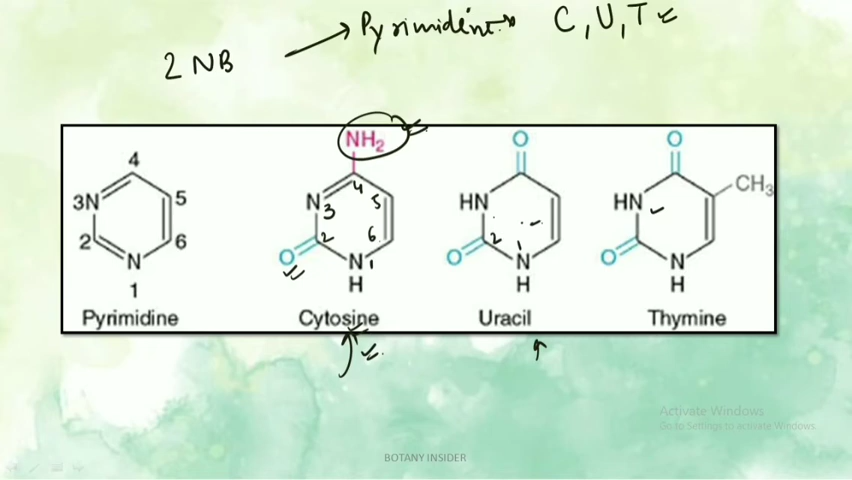 2 NB → Pyrimidine C, U, T
NH2 O O
4 4 CH3
3N 5 N 3 5 HN HN
2 6 O 2 6 O 2 O
N N 1 1 N N
1 H H H
Pyrimidine Cytosine Uracil Thymine
Activate Windows
Go to Settings to activate Windows.
BOTANY INSIDER